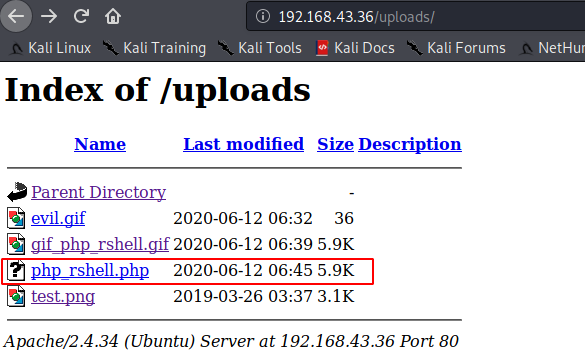 192.168.43.36/uploads/
Kali Linux Kali Training Kali Tools Kali Docs Kali Forums NetHun
Index of /uploads
Name Last modified Size Description
Parent Directory -
evil.gif 2020-06-12 06:32 36
gif_php_rshell.gif 2020-06-12 06:39 5.9K
php_rshell.php 2020-06-12 06:45 5.9K
test.png 2019-03-26 03:37 3.1K
Apache/2.4.34 (Ubuntu) Server at 192.168.43.36 Port 80